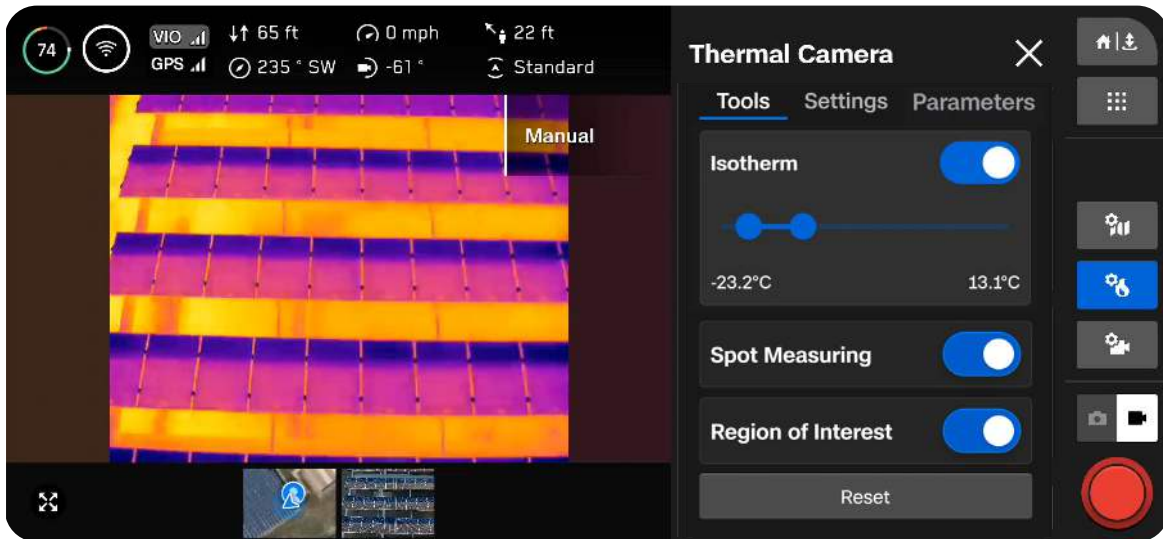 74
VIO
GPS
65 ft
0 mph
22 ft
235 ° SW
-61 °
Standard
Manual
Thermal Camera
Tools
Settings
Parameters
Isotherm
-23.2°C
13.1°C
Spot Measuring
Region of Interest
Reset